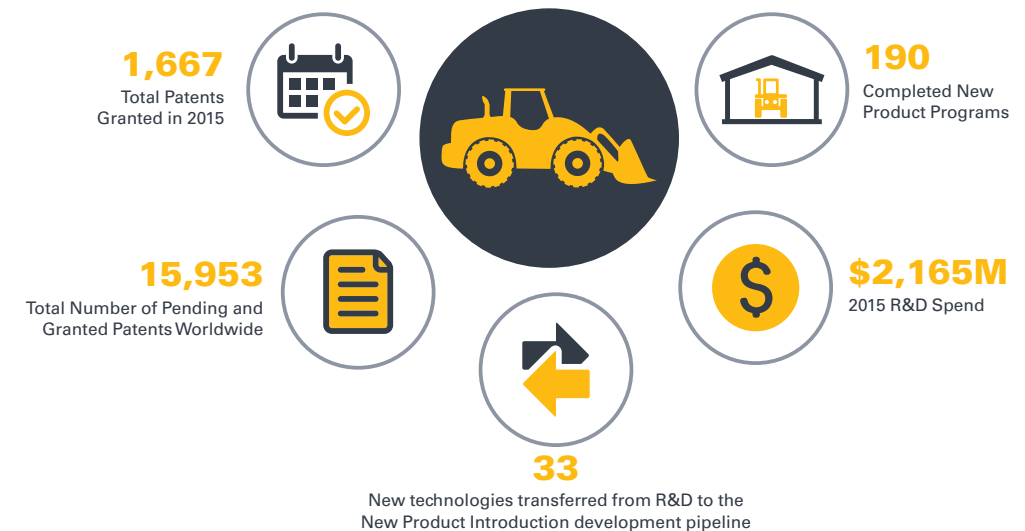 1,667
Total Patents
Granted in 2015
190
Completed New
Product Programs
15,953
Total Number of Pending and
Granted Patents Worldwide
$
$2,165M
2015 R&D Spend
33
New technologies transferred from R&D to the
New Product Introduction development pipeline